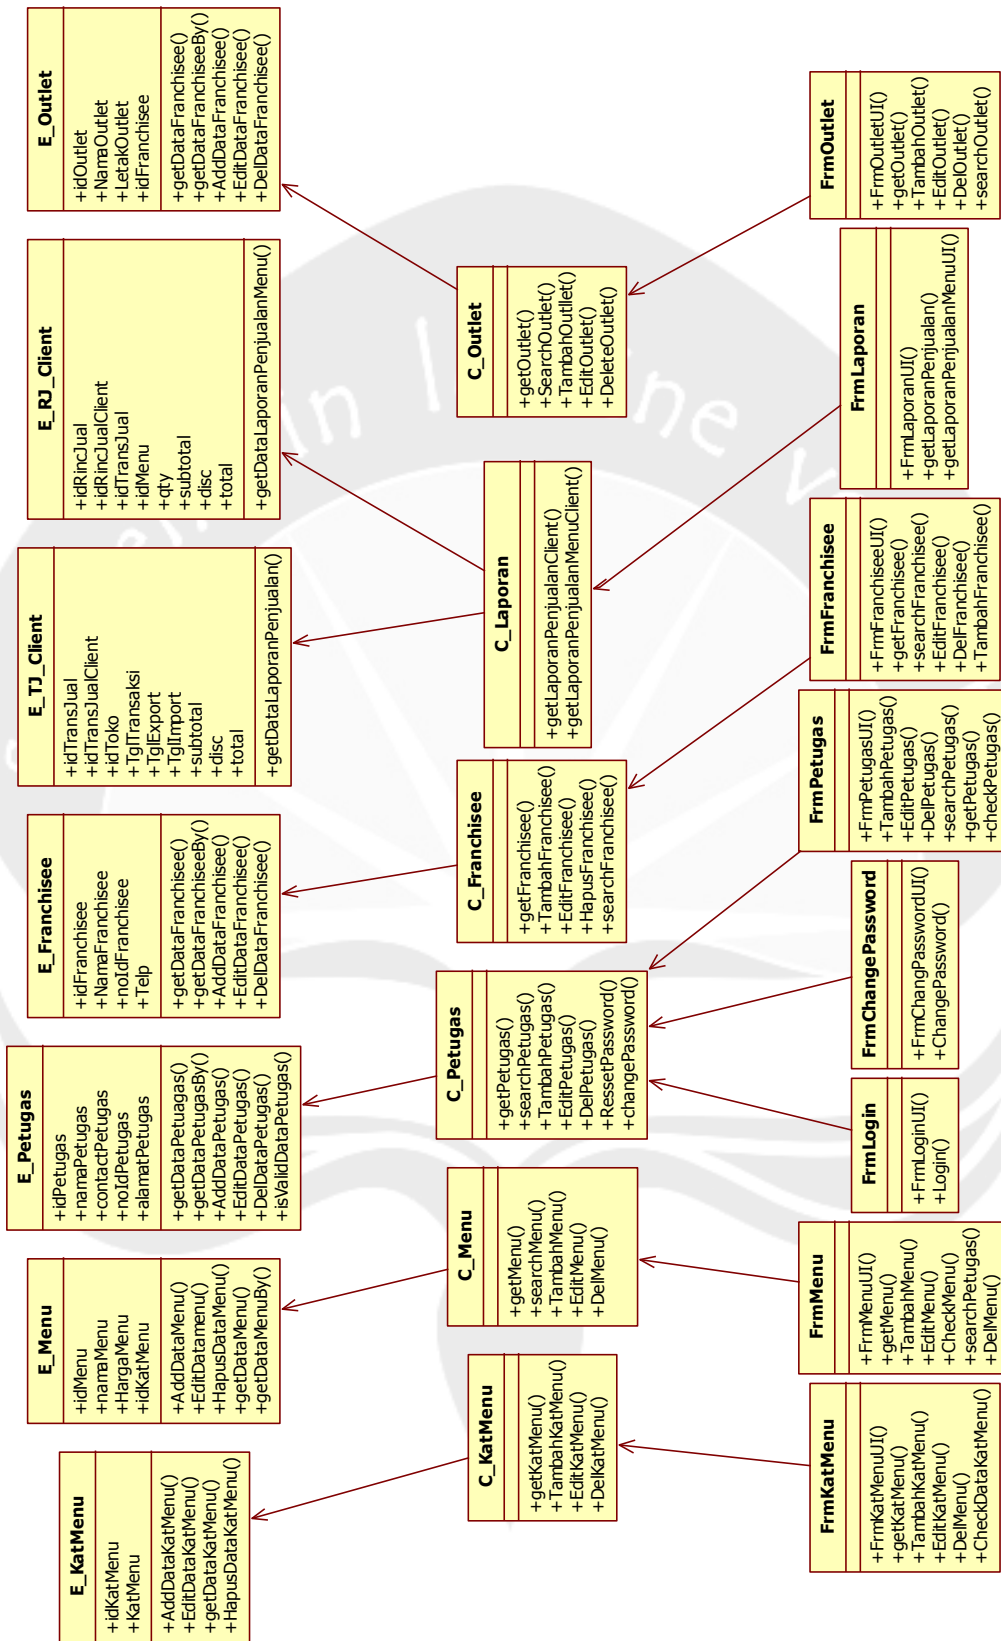 E_KatMenu
+idKatMenu
+KatMenu
+AddDataKatMenu()
+EditDataKatMenu()
+getDataKatMenu()
+HapusDataKatMenu()
E_Menu
+idMenu
+namaMenu
+HargaMenu
+idKatMenu
+AddDataMenu()
+EditDatamenu()
+HapusDataMenu()
+getDataMenu()
+getDataMenuBy()
E_Petugas
+idPetugas
+namaPetugas
+contactPetugas
+noIdPetugas
+alamatPetugas
+getDataPetugas()
+getDataPetugasBy()
+AddDataPetugas()
+EditDataPetugas()
+DelDataPetugas()
+isValidDataPetugas()
E_Franchisee
+idFranchisee
+NamaFranchisee
+noIdFranchisee
+Telp
+getDataFranchisee()
+getDataFranchiseeBy()
+AddDataFranchisee()
+EditDataFranchisee()
+DelDataFranchisee()
E_TJ_Client
+idTransJual
+idTransJualClient
+idToko
+TglTransaksi
+TglExport
+TglImport
+subtotal
+disc
+total
+getDataLaporanPenjualan()
E_RJ_Client
+idRincJual
+idRincJualClient
+idTransJual
+idMenu
+qty
+subtotal
+disc
+total
+getDataLaporanPenjualanMenu()
E_Outlet
+idOutlet
+NamaOutlet
+LetakOutlet
+idFranchisee
+getDataFranchisee()
+getDataFranchiseeBy()
+AddDataFranchisee()
+EditDataFranchisee()
+DelDataFranchisee()
in
C_KatMenu
+getKatMenu()
+TambahKatMenu()
+EditKatMenu()
+DelKatMenu()
C_Menu
+getMenu()
+searchMenu()
+TambahMenu()
+EditMenu()
+DelMenu()
C_Petugas
+getPetugas()
+searchPetugas()
+TambahPetugas()
+EditPetugas()
+DelPetugas()
+RessetPassword()
+changePassword()
C_Franchisee
+getFranchisee()
+TambahFranchisee()
+EditFranchisee()
+HapusFranchisee()
+searchFranchisee()
C_Laporan
+getLaporanPenjualanClient()
+getLaporanPenjualanMenuClient()
C_Outlet
+getOutlet()
+SearchOutlet()
+TambahOutllet()
+EditOutlet()
+DeleteOutlet()
FrmKatMenu
+FrmKatMenuUI()
+getKatMenu()
+TambahKatMenu()
+EditKatMenu()
+DelMenu()
+CheckDataKatMenu()
FrmMenu
+FrmMenuUI()
+getMenu()
+TambahMenu()
+EditMenu()
+CheckMenu()
+searchPetugas()
+DelMenu()
FrmLogin
+FrmLoginUI()
+Login()
FrmChangePassword
+FrmChangPasswordUI()
+ChangePassword()
FrmPetugas
+FrmPetugasUI()
+TambahPetugas()
+EditPetugas()
+DelPetugas()
+searchPetugas()
+getPetugas()
+checkPetugas()
FrmFranchisee
+FrmFranchiseeUI()
+getFranchisee()
+searchFranchisee()
+EditFranchisee()
+DelFranchisee()
+TambahFranchisee()
FrmLaporan
+FrmLaporanUI()
+getLaporanPenjualan()
+getLaporanPenjualanMenuUI()
FrmOutlet
+FrmOutletUI()
+getOutlet()
+TambahOutlet()
+EditOutlet()
+DelOutlet()
+searchOutlet()